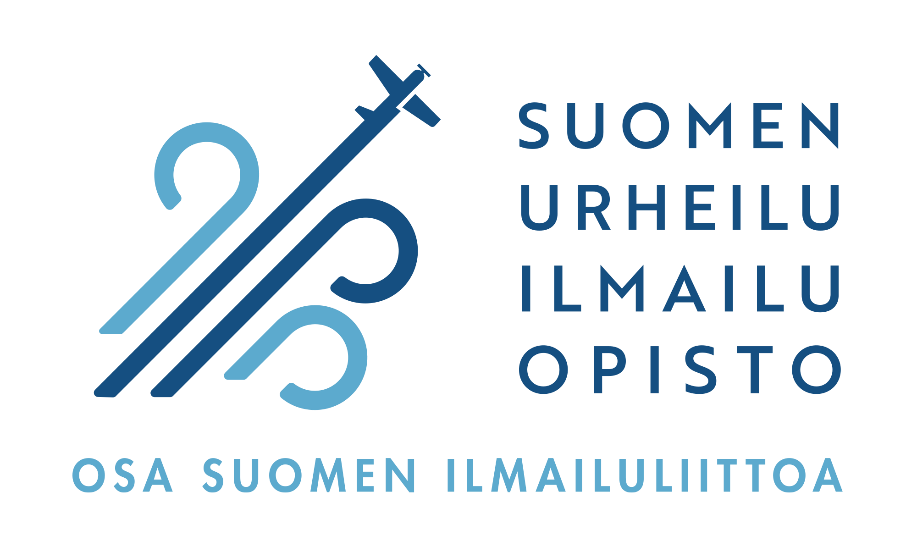 SUOMEN
URHEILU
ILMAILU
OPISTO
OSA SUOMEN ILMAILULIITTOA